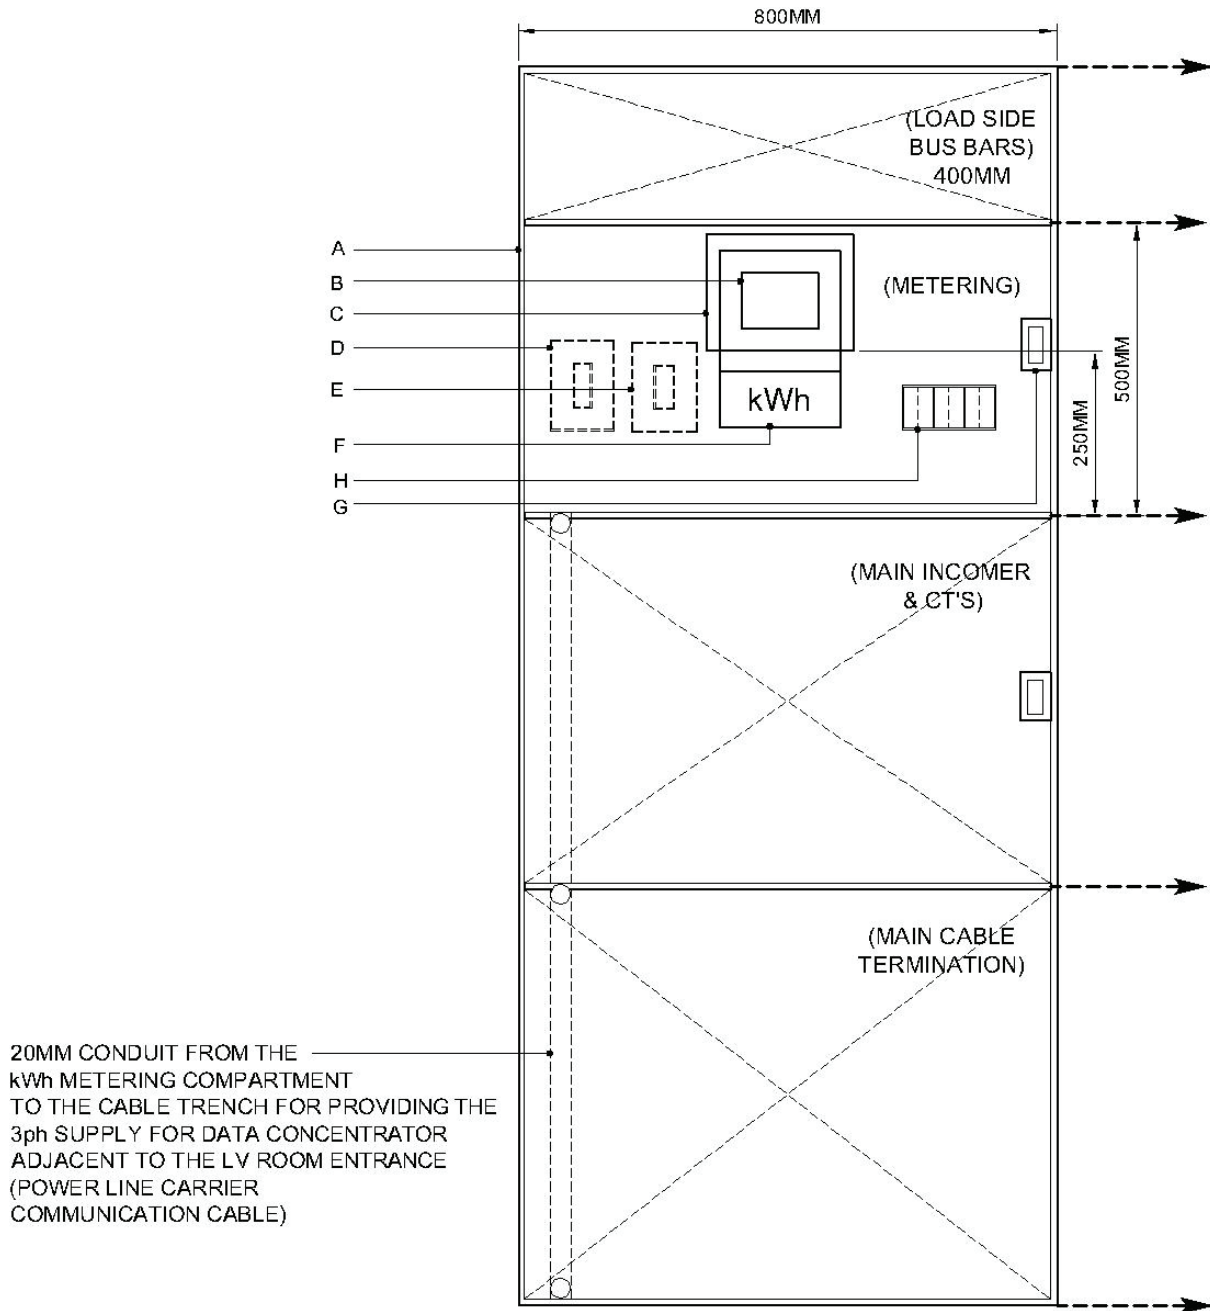 800MM
(LOAD SIDE
BUS BARS)
400MM
A
B
C
D
E
F
H
G
(METERING)
kWh
250MM
500MM
(MAIN INCOMER
& CT'S)
(MAIN CABLE
TERMINATION)
20MM CONDUIT FROM THE
kWh METERING COMPARTMENT
TO THE CABLE TRENCH FOR PROVIDING THE
3ph SUPPLY FOR DATA CONCENTRATOR
ADJACENT TO THE LV ROOM ENTRANCE
(POWER LINE CARRIER
COMMUNICATION CABLE)